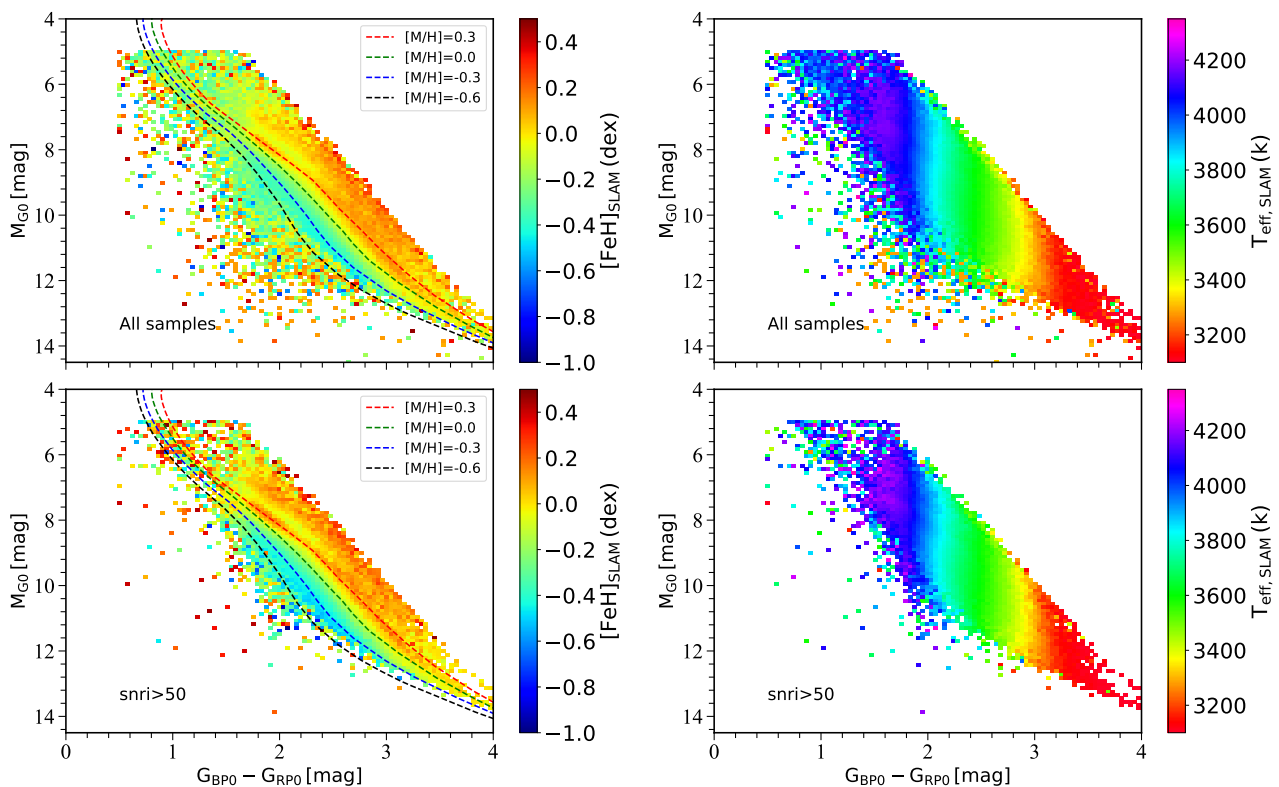 4
6
8
10
12
14
M_G0 [mag]
All samples
[M/H]=0.3
[M/H]=0.0
[M/H]=−0.3
[M/H]=−0.6
0.4
0.2
0.0
−0.2
−0.4
−0.6
−0.8
−1.0
[FeH]_SLAM (dex)
4
6
8
10
12
14
M_G0 [mag]
All samples
4200
4000
3800
3600
3400
3200
T_eff, SLAM (k)
4
6
8
10
12
14
M_G0 [mag]
snri>50
[M/H]=0.3
[M/H]=0.0
[M/H]=−0.3
[M/H]=−0.6
0
1
2
3
4
G_BP0 − G_RP0 [mag]
0.4
0.2
0.0
−0.2
−0.4
−0.6
−0.8
−1.0
[FeH]_SLAM (dex)
4
6
8
10
12
14
M_G0 [mag]
snri>50
0
1
2
3
4
G_BP0 − G_RP0 [mag]
4200
4000
3800
3600
3400
3200
T_eff, SLAM (k)